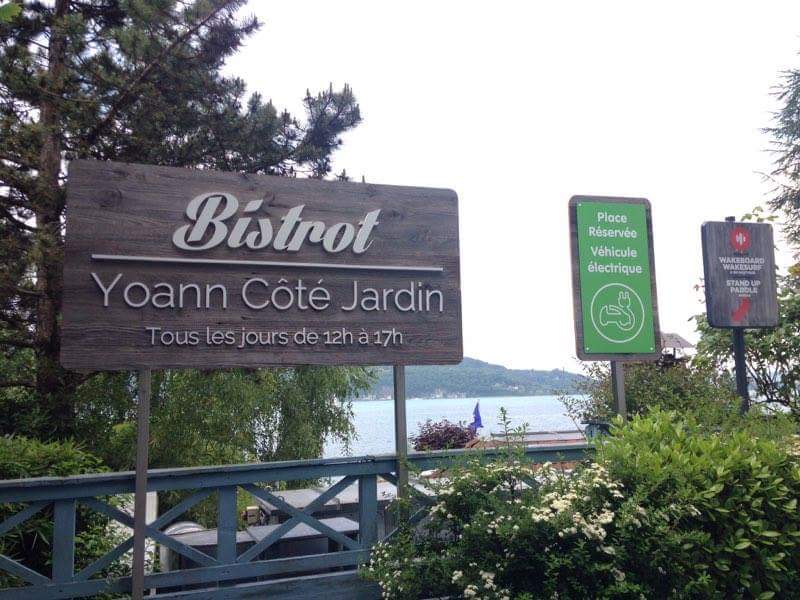 Bistrot
Yoann Côté Jardin
Tous les jours de 12h à 17h
Place
Réservée
Véhicule
électrique
WAKEBOARD
WAKESURF
STAND UP
PADDLE